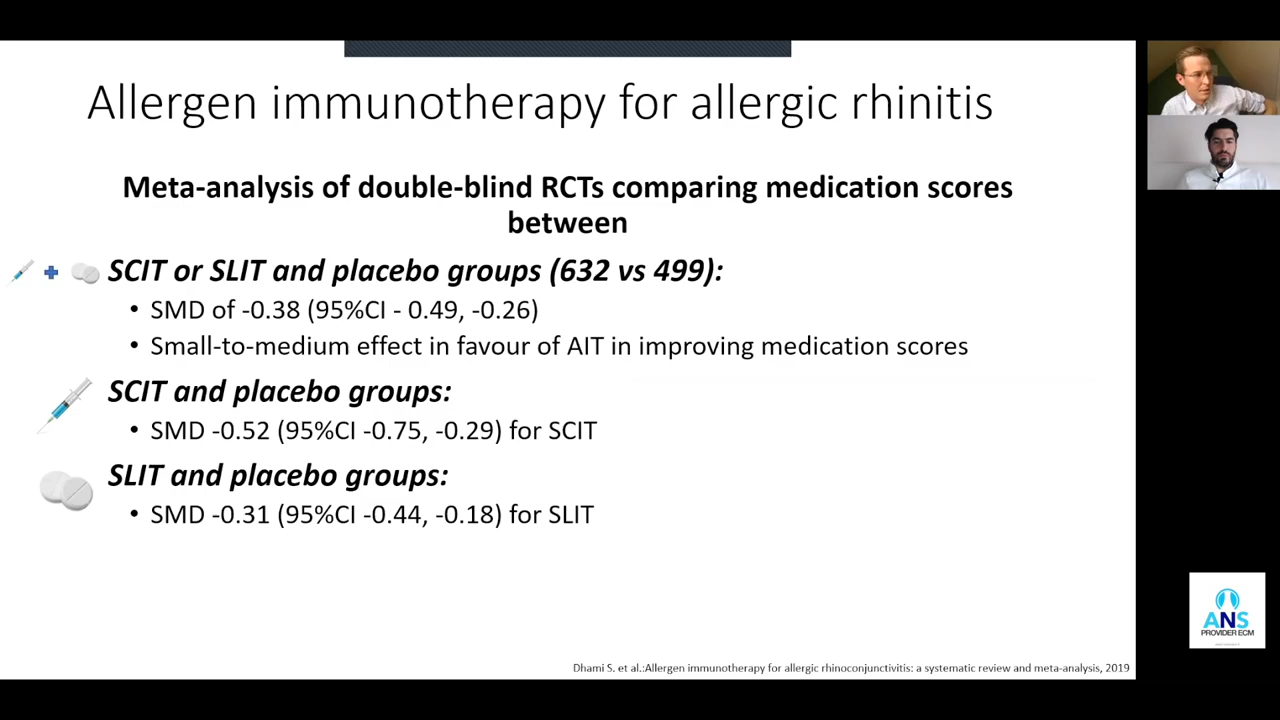 Allergen immunotherapy for allergic rhinitis
Meta-analysis of double-blind RCTs comparing medication scores
between
SCIT or SLIT and placebo groups (632 vs 499):
• SMD of -0.38 (95%CI - 0.49, -0.26)
• Small-to-medium effect in favour of AIT in improving medication scores
SCIT and placebo groups:
• SMD -0.52 (95%CI -0.75, -0.29) for SCIT
SLIT and placebo groups:
• SMD -0.31 (95%CI -0.44, -0.18) for SLIT
ANS
PROVIDER ECM
Dhami S. et al.:Allergen immunotherapy for allergic rhinoconjunctivitis: a systematic review and meta-analysis, 2019